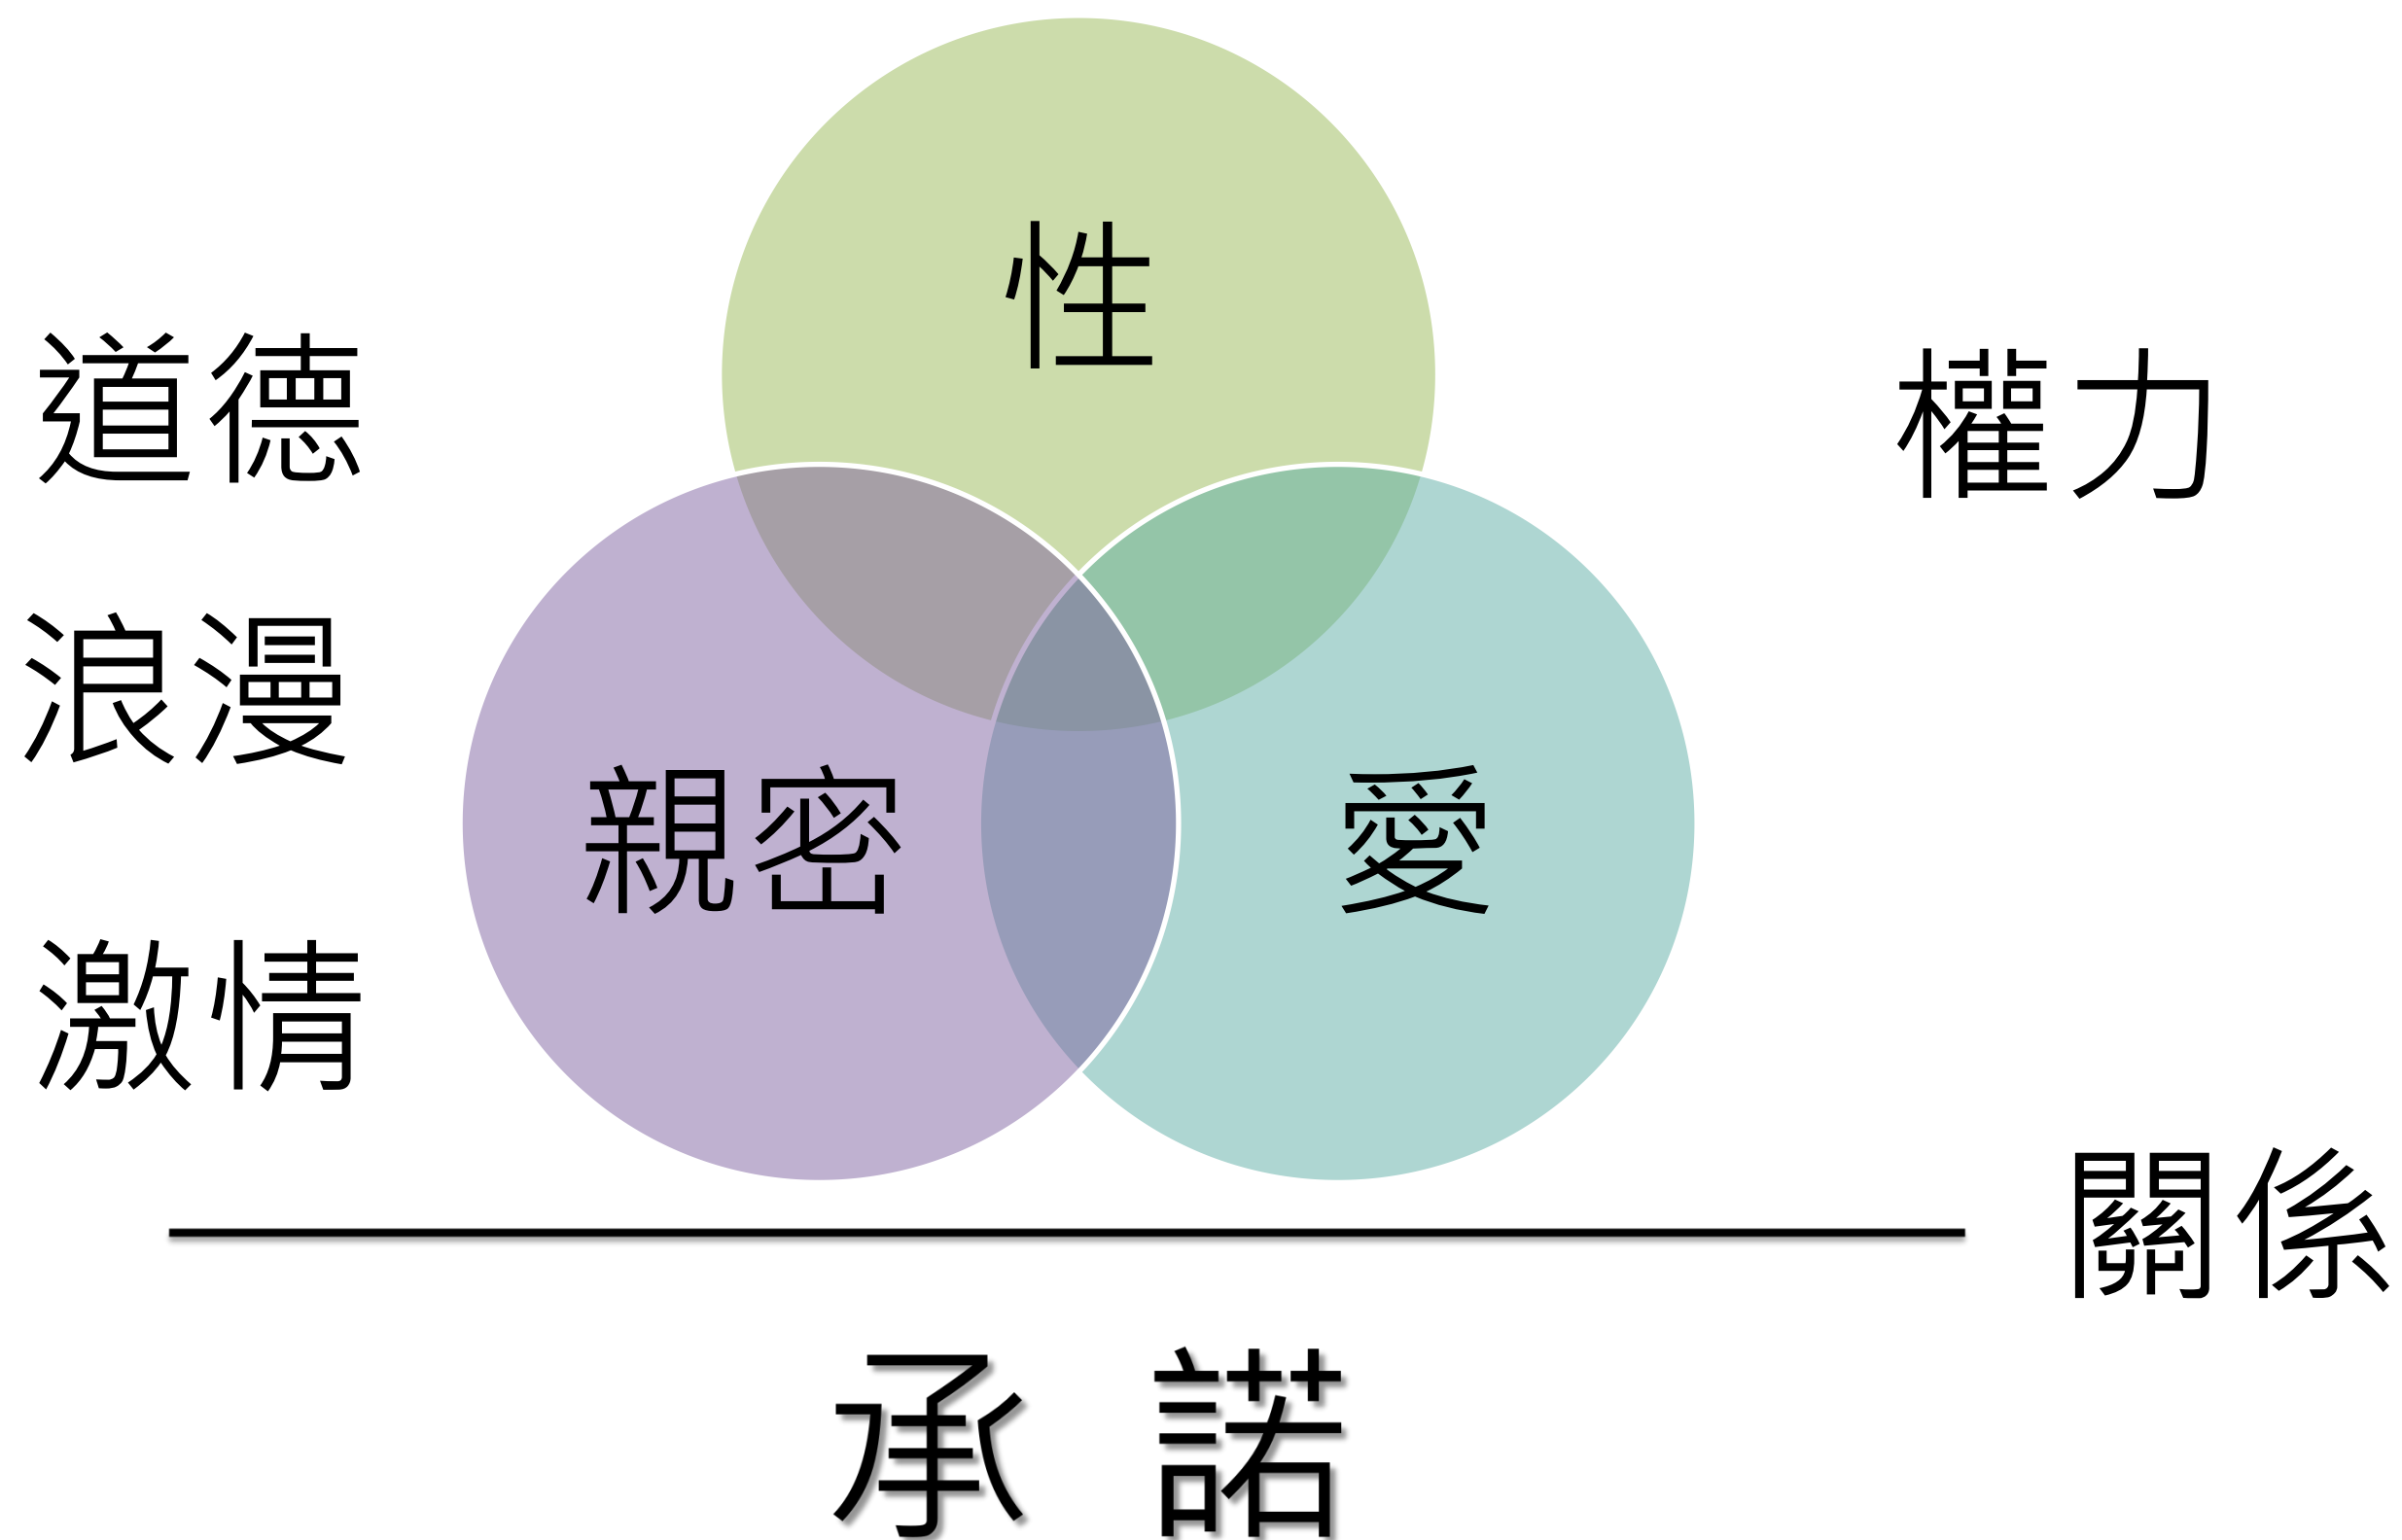 性
道德
權力
浪漫
親密
愛
激情
關係
承 諾